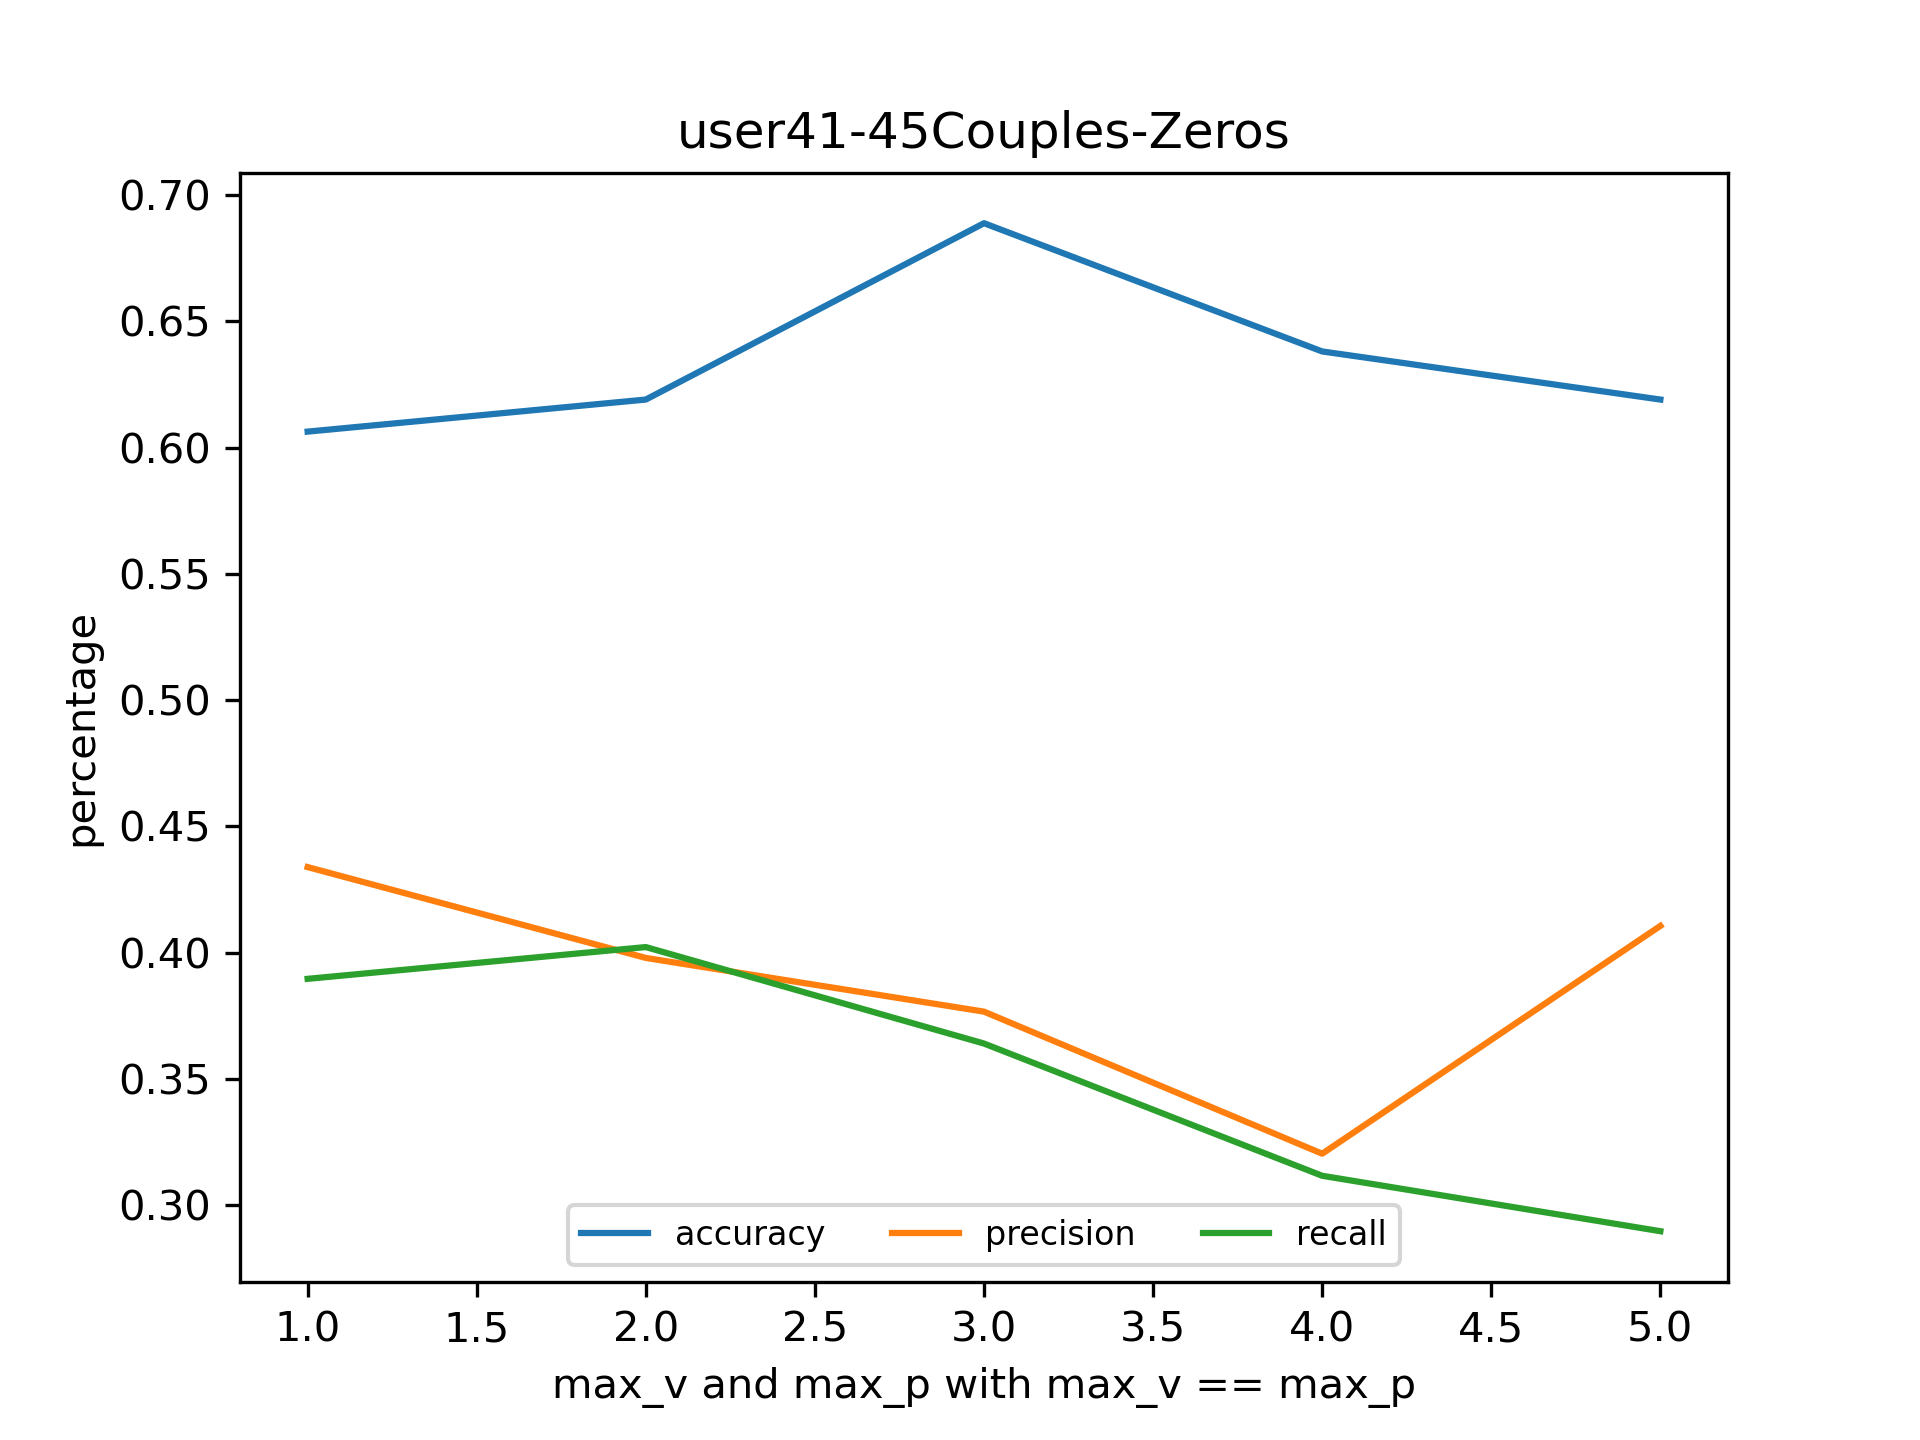 user41-45Couples-Zeros
percentage
0.70
0.65
0.60
0.55
0.50
0.45
0.40
0.35
0.30
accuracy precision recall
1.0 1.5 2.0 2.5 3.0 3.5 4.0 4.5 5.0
max_v and max_p with max_v == max_p